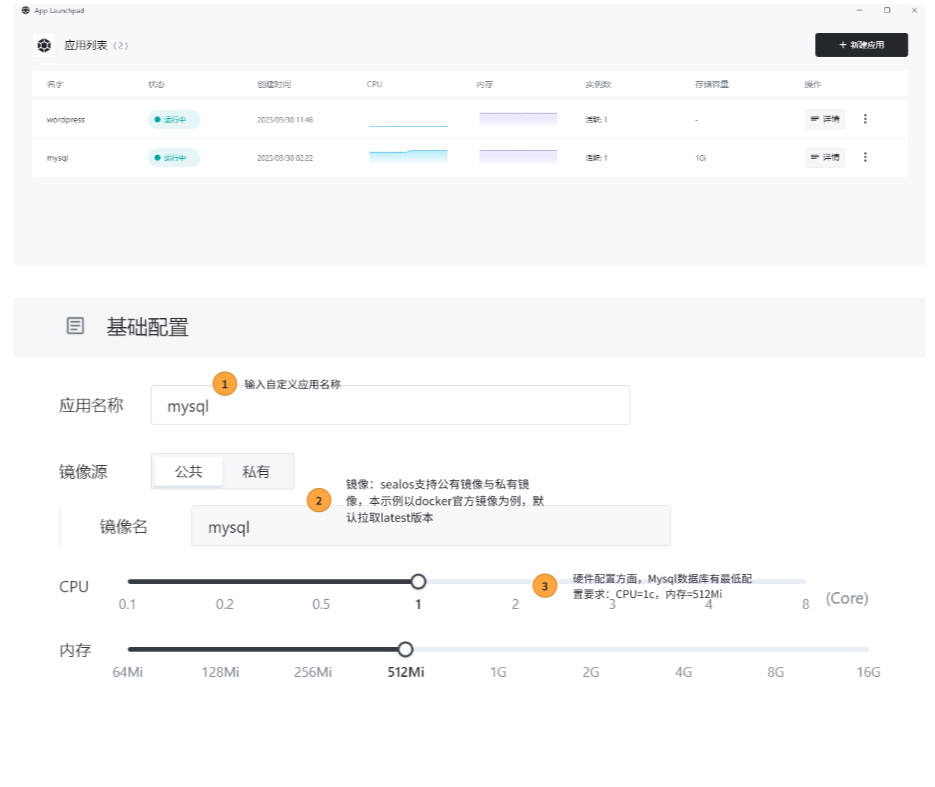 App Launchpad
应用列表 (2)
+ 新建应用
名字 状态 创建时间 CPU 内存 实例数 存储容量 操作
wordpress 运行中 2023/05/30 11:46 活跃: 1 - 详情
mysql 运行中 2023/05/30 02:22 活跃: 1 1Gi 详情
基础配置
1 输入自定义应用名称
应用名称 mysql
镜像源 公共 私有
2 镜像：sealos支持公有镜像与私有镜
像，本示例以docker官方镜像为例，默
认拉取latest版本
镜像名 mysql
3 硬件配置方面，Mysql数据库有最低配
置要求：CPU=1c，内存=512Mi
CPU
0.1 0.2 0.5 1 2 3 4 8 (Core)
内存
64Mi 128Mi 256Mi 512Mi 1G 2G 4G 8G 16G